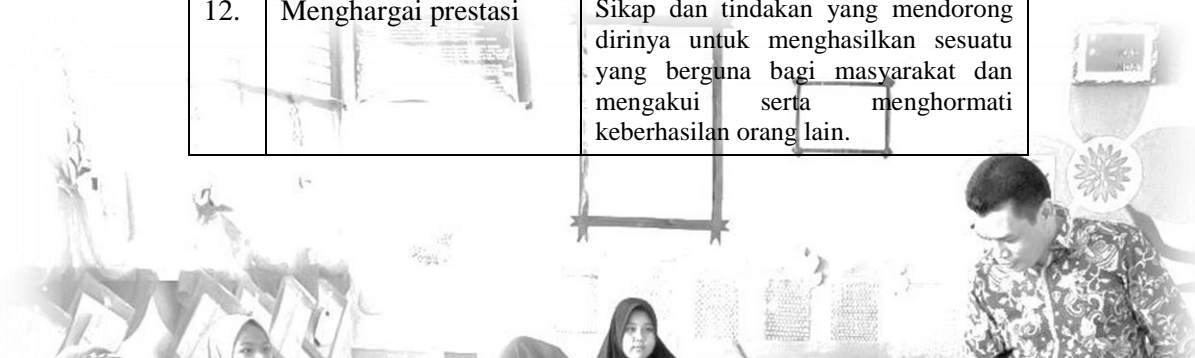 12. Menghargai prestasi Sikap dan tindakan yang mendorong
dirinya untuk menghasilkan sesuatu
yang berguna bagi masyarakat dan
mengakui serta menghormati
keberhasilan orang lain.